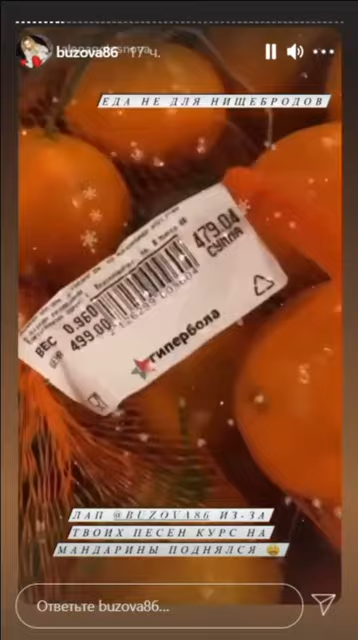 buzova86 17 ч.
ЕДА НЕ ДЛЯ НИЩЕБРОДОВ
479.04
СУММА
ВЕС 0.960
499.00
гипербола
ЛАП @BUZOVA86 ИЗ-ЗА
ТВОИХ ПЕСЕН КУРС НА
МАНДАРИНЫ ПОДНЯЛСЯ 😩
Ответьте buzova86...